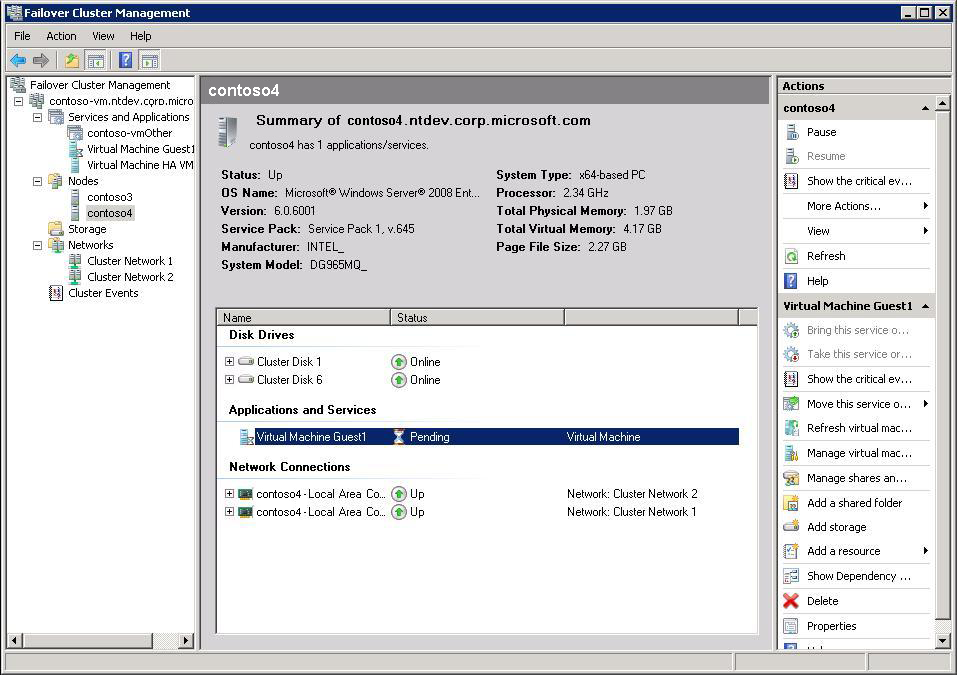 Failover Cluster Management
File Action View Help
Failover Cluster Management
contoso-vm.ntdev.corp.micro
Services and Applications
contoso-vmOther
Virtual Machine Guest1
Virtual Machine HA VM
Nodes
contoso3
contoso4
Storage
Networks
Cluster Network 1
Cluster Network 2
Cluster Events
contoso4
Summary of contoso4.ntdev.corp.microsoft.com
contoso4 has 1 applications/services.
Status: Up
OS Name: Microsoft® Windows Server® 2008 Ent...
Version: 6.0.6001
Service Pack: Service Pack 1, v.645
Manufacturer: INTEL_
System Model: DG965MQ_
System Type: x64-based PC
Processor: 2.34 GHz
Total Physical Memory: 1.97 GB
Total Virtual Memory: 4.17 GB
Page File Size: 2.27 GB
Name Status
Disk Drives
Cluster Disk 1 Online
Cluster Disk 6 Online
Applications and Services
Virtual Machine Guest1 Pending Virtual Machine
Network Connections
contoso4 - Local Area Co... Up Network: Cluster Network 2
contoso4 - Local Area Co... Up Network: Cluster Network 1
Actions
contoso4
Pause
Resume
Show the critical ev...
More Actions...
View
Refresh
Help
Virtual Machine Guest1
Bring this service o...
Take this service or...
Show the critical ev...
Move this service o...
Refresh virtual mac...
Manage virtual mac...
Manage shares an...
Add a shared folder
Add storage
Add a resource
Show Dependency ...
Delete
Properties